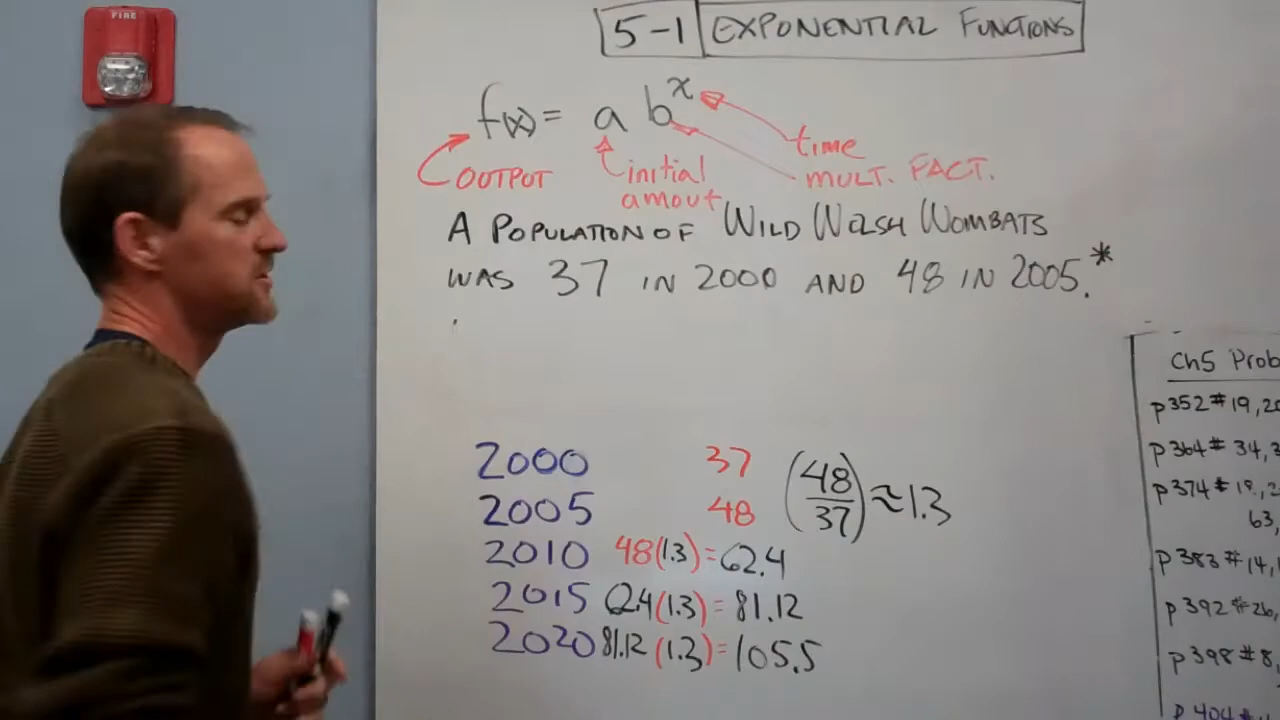 FIRE
5-1 EXPONENTIAL FUNCTIONS
f(x) = a b^x
time
OUTPUT
initial
amout
MULT. FACT.
A POPULATION OF WILD WELSH WOMBATS
WAS 37 IN 2000 AND 48 IN 2005.*
2000 37 (48/37) ≈ 1.3
2005 48
2010 48(1.3) = 62.4
2015 62.4(1.3) = 81.12
2020 81.12(1.3) = 105.5
Ch5 Prob
p352# 19, 20
p364# 34, 3
p374# 19, 2
63,
p383# 14, 1
p392# 26,
p398# 8,
p404#